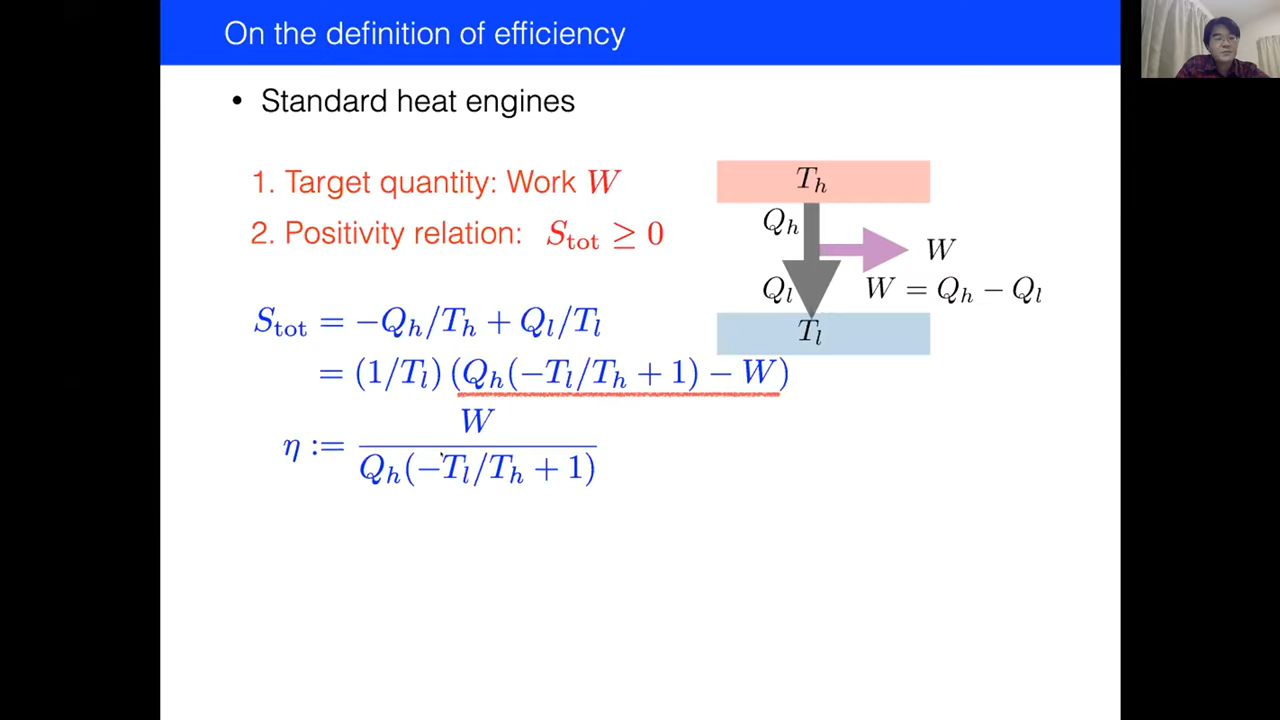 On the definition of efficiency
• Standard heat engines
1. Target quantity: Work W
2. Positivity relation: S_tot ≥ 0
S_tot = −Q_h/T_h + Q_l/T_l
= (1/T_l) (Q_h(−T_l/T_h + 1) − W)
η := W / Q_h(−T_l/T_h + 1)
T_h
Q_h
W
Q_l
W = Q_h − Q_l
T_l